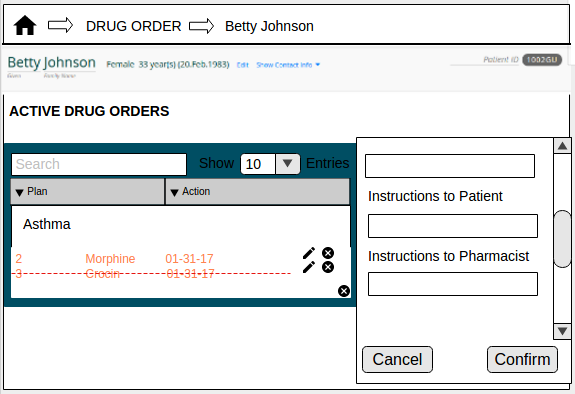 DRUG ORDER Betty Johnson
Betty Johnson Female 33 year(s) (20.Feb.1983) Edit Show Contact Info Patient ID 1002GU
Given Family Name
ACTIVE DRUG ORDERS
Search Show 10 Entries
Plan Action
Asthma
2 Morphine 01-31-17
3 Crocin 01-31-17
Instructions to Patient
Instructions to Pharmacist
Cancel Confirm